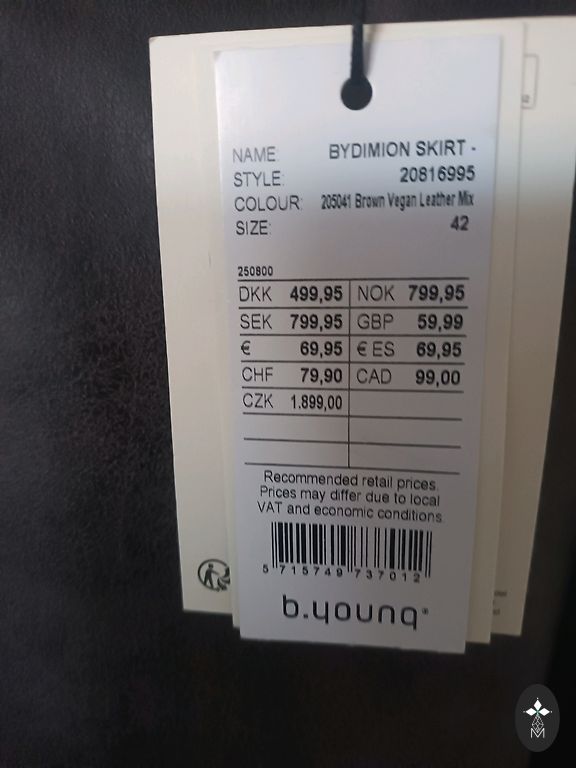 NAME: BYDIMION SKIRT -
STYLE: 20816995
COLOUR: 205041 Brown Vegan Leather Mix
SIZE: 42
250800
DKK 499,95 NOK 799,95
SEK 799,95 GBP 59,99
€ 69,95 € ES 69,95
CHF 79,90 CAD 99,00
CZK 1.899,00
Recommended retail prices.
Prices may differ due to local
VAT and economic conditions
5 715749 737012
b.young®
M